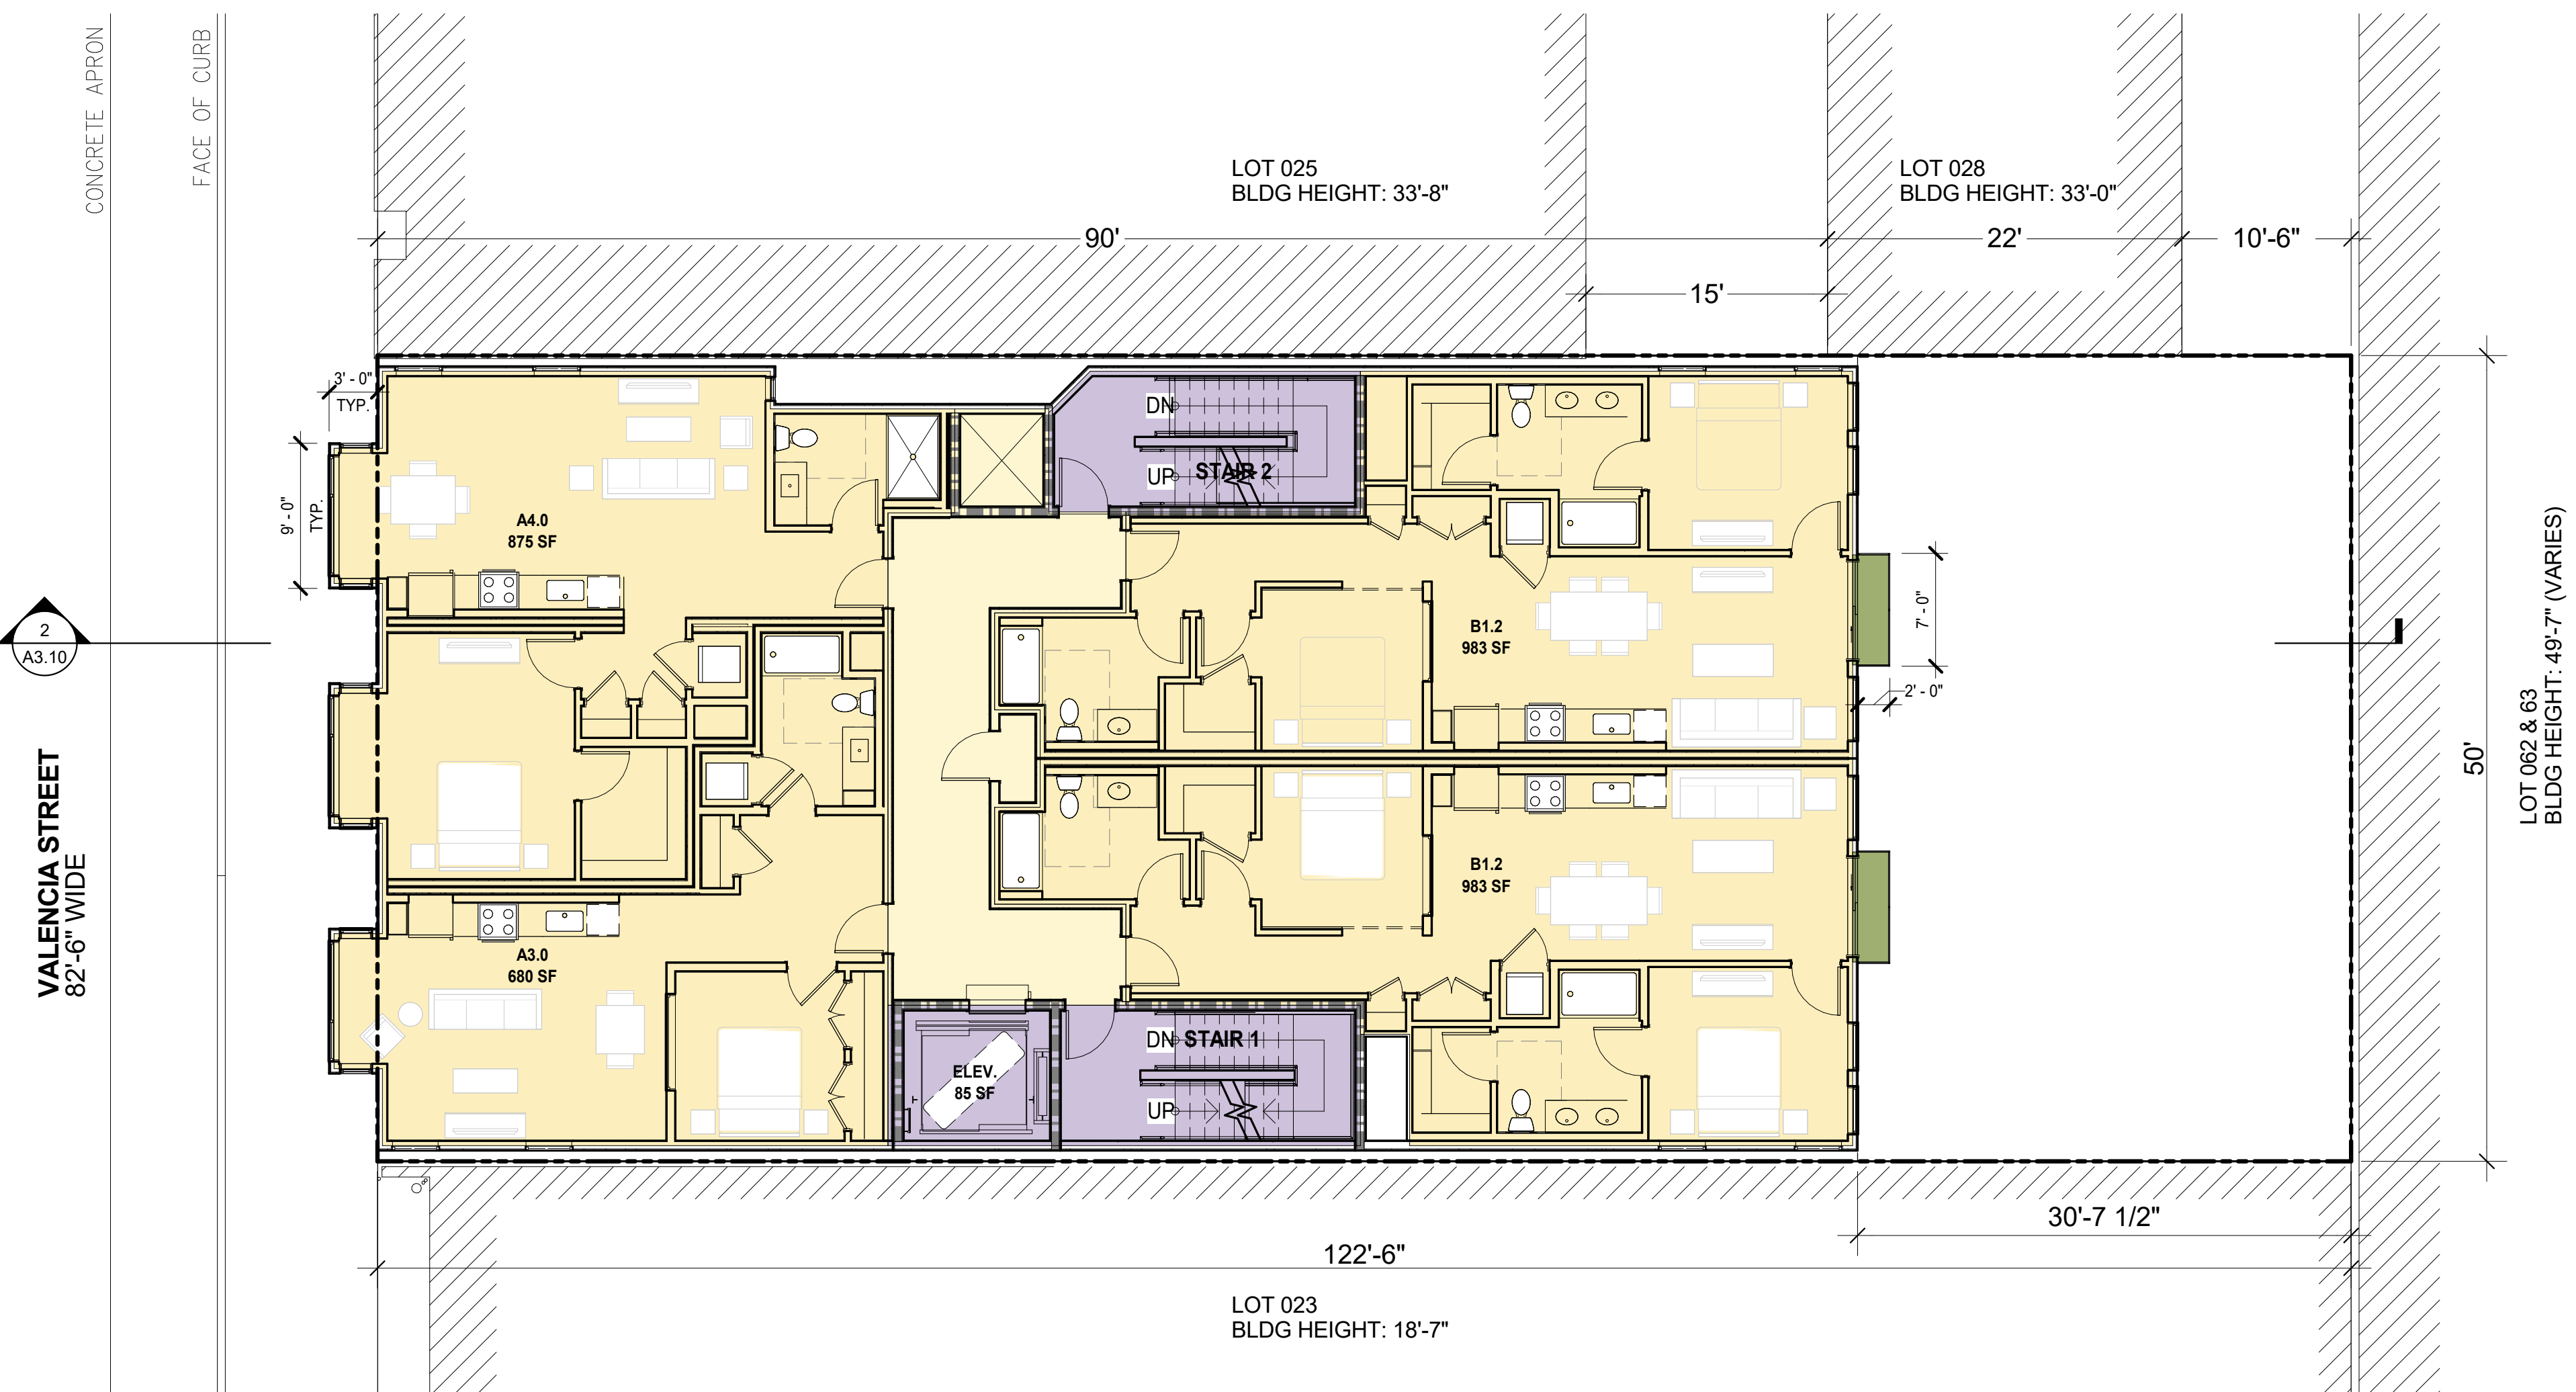 CONCRETE APRON
FACE OF CURB
LOT 025
BLDG HEIGHT: 33'-8"
LOT 028
BLDG HEIGHT: 33'-0"
90'
22'
10'-6"
15'
3' - 0"
TYP.
9' - 0"
TYP.
A4.0
875 SF
DN
UP
STAIR 2
B1.2
983 SF
7' - 0"
2' - 0"
2
A3.10
VALENCIA STREET
82'-6" WIDE
50'
LOT 062 & 63
BLDG HEIGHT: 49'-7" (VARIES)
B1.2
983 SF
A3.0
680 SF
ELEV.
85 SF
DN
STAIR 1
UP
30'-7 1/2"
122'-6"
LOT 023
BLDG HEIGHT: 18'-7"